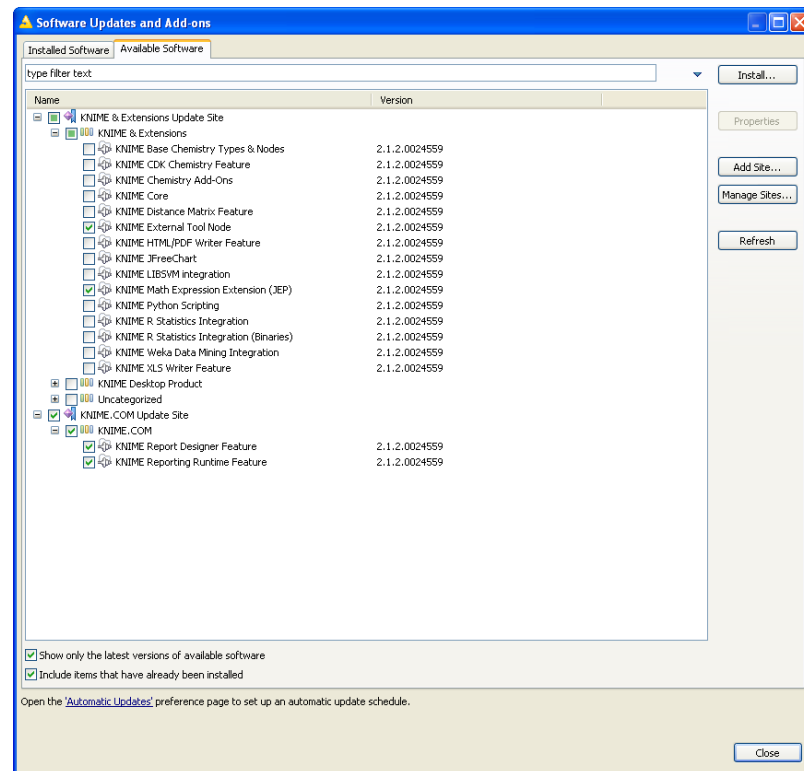 Software Updates and Add-ons
Installed Software Available Software
type filter text
Install...
Name Version
KNIME & Extensions Update Site
Properties
KNIME & Extensions
KNIME Base Chemistry Types & Nodes 2.1.2.0024559
KNIME CDK Chemistry Feature 2.1.2.0024559
Add Site...
KNIME Chemistry Add-Ons 2.1.2.0024559
KNIME Core 2.1.2.0024559
Manage Sites...
KNIME Distance Matrix Feature 2.1.2.0024559
KNIME External Tool Node 2.1.2.0024559
KNIME HTML/PDF Writer Feature 2.1.2.0024559
Refresh
KNIME JFreeChart 2.1.2.0024559
KNIME LIBSVM integration 2.1.2.0024559
KNIME Math Expression Extension (JEP) 2.1.2.0024559
KNIME Python Scripting 2.1.2.0024559
KNIME R Statistics Integration 2.1.2.0024559
KNIME R Statistics Integration (Binaries) 2.1.2.0024559
KNIME Weka Data Mining Integration 2.1.2.0024559
KNIME XLS Writer Feature 2.1.2.0024559
KNIME Desktop Product
Uncategorized
KNIME.COM Update Site
KNIME.COM
KNIME Report Designer Feature 2.1.2.0024559
KNIME Reporting Runtime Feature 2.1.2.0024559
Show only the latest versions of available software
Include items that have already been installed
Open the 'Automatic Updates' preference page to set up an automatic update schedule.
Close